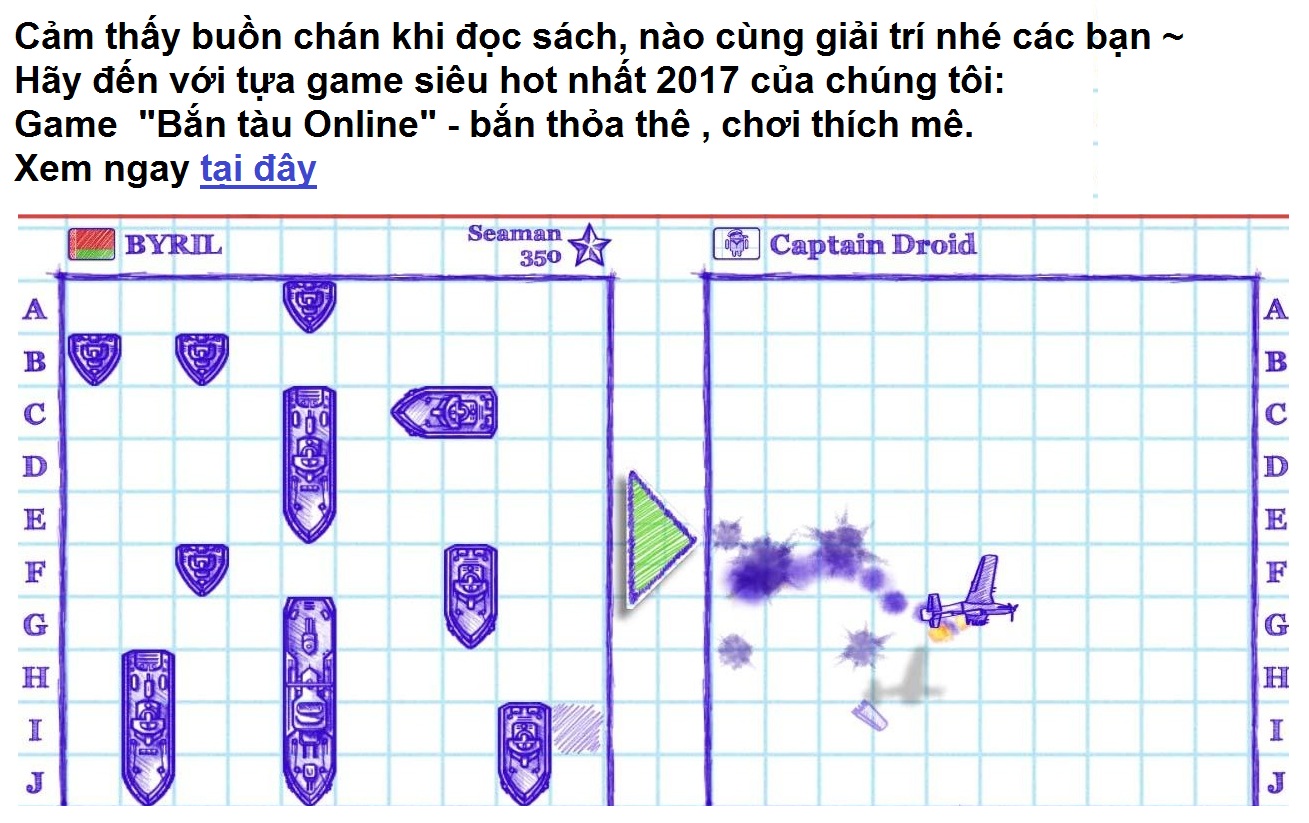 Cảm thấy buồn chán khi đọc sách, nào cùng giải trí nhé các bạn ~
Hãy đến với tựa game siêu hot nhất 2017 của chúng tôi:
Game "Bắn tàu Online" - bắn thỏa thê , chơi thích mê.
Xem ngay tại đây
BYRIL Seaman 350 Captain Droid
A A
B B
C C
D D
E E
F F
G G
H H
I I
J J